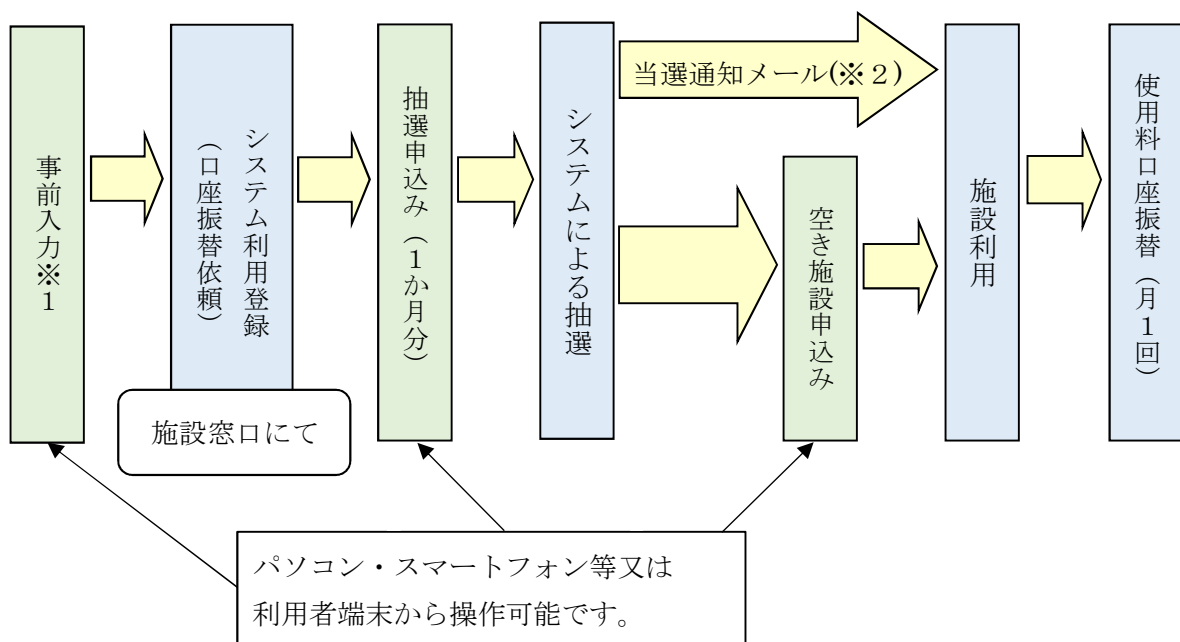 事前入力※１
システム利用登録
（口座振替依頼）
施設窓口にて
抽選申込み（１か月分）
システムによる抽選
当選通知メール(※２)
空き施設申込み
施設利用
使用料口座振替（月１回）
パソコン・スマートフォン等又は
利用者端末から操作可能です。